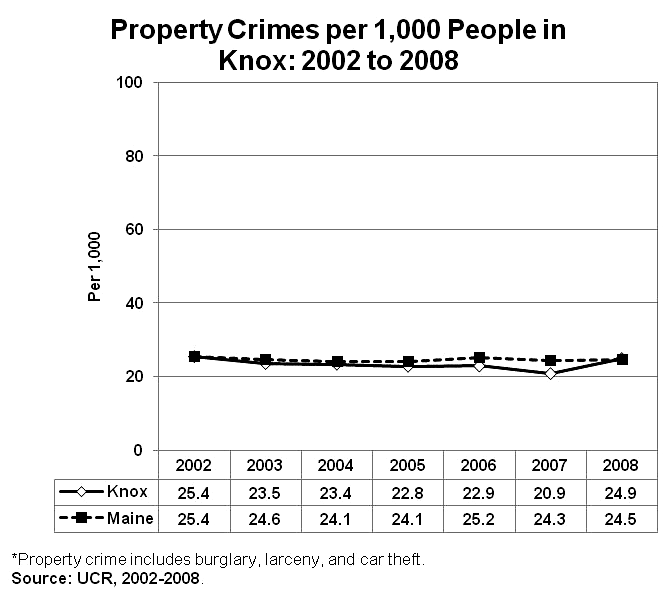 Property Crimes per 1,000 People in
Knox: 2002 to 2008
100
80
60
40
20
0
Per 1,000
2002 2003 2004 2005 2006 2007 2008
Knox 25.4 23.5 23.4 22.8 22.9 20.9 24.9
Maine 25.4 24.6 24.1 24.1 25.2 24.3 24.5
*Property crime includes burglary, larceny, and car theft.
Source: UCR, 2002-2008.